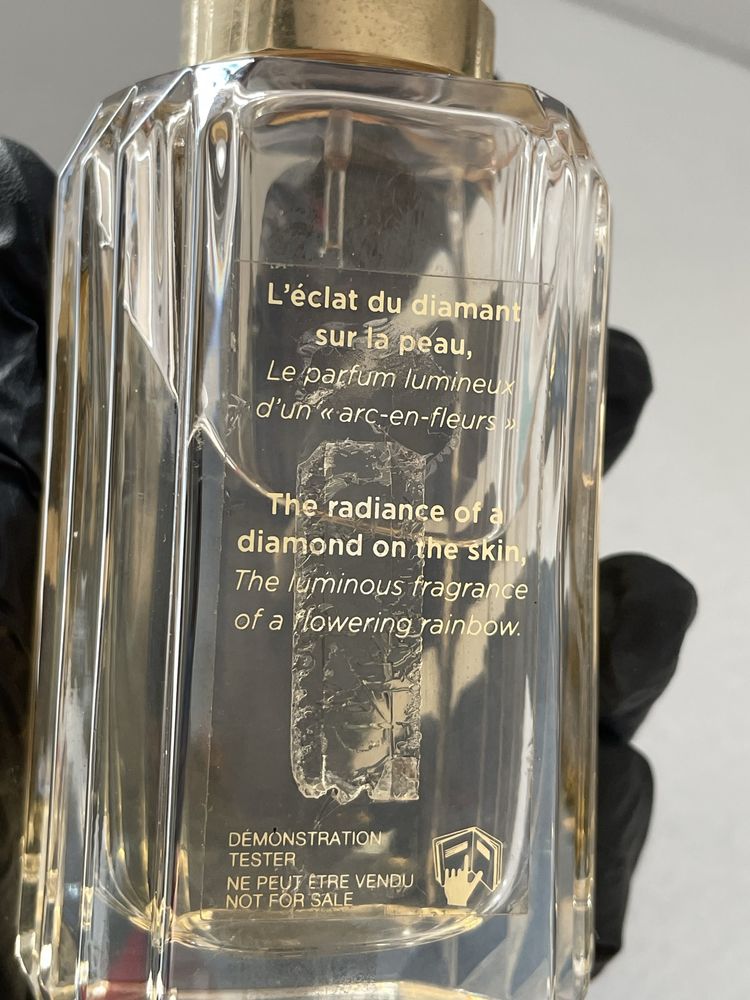 L'éclat du diamant
sur la peau,
Le parfum lumineux
d'un « arc-en-fleurs »
The radiance of a
diamond on the skin,
The luminous fragrance
of a flowering rainbow.
DÉMONSTRATION
TESTER
NE PEUT ÊTRE VENDU
NOT FOR SALE